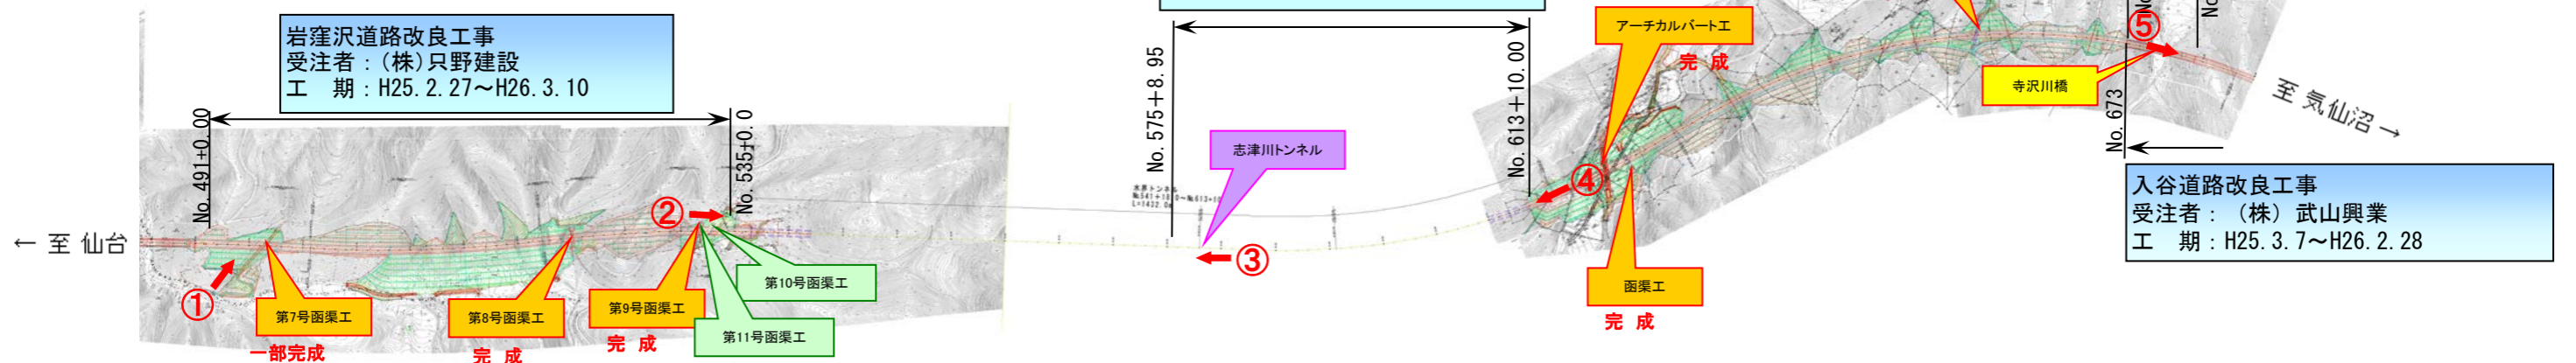 岩窪沢道路改良工事
受注者：(株)只野建設
工　期：H25.2.27～H26.3.10
No. 491+0.00
No. 535+0.0
← 至 仙台
①
②
第7号函渠工
一部完成
第8号函渠工
完 成
第9号函渠工
完 成
第10号函渠工
第11号函渠工
No. 575+8.95
No. 613+10.00
志津川トンネル
③
④
アーチカルバート工
完 成
函渠工
完 成
⑤
寺沢川橋
至 気仙沼 →
No. 673
入谷道路改良工事
受注者：（株）武山興業
工　期：H25.3.7～H26.2.28